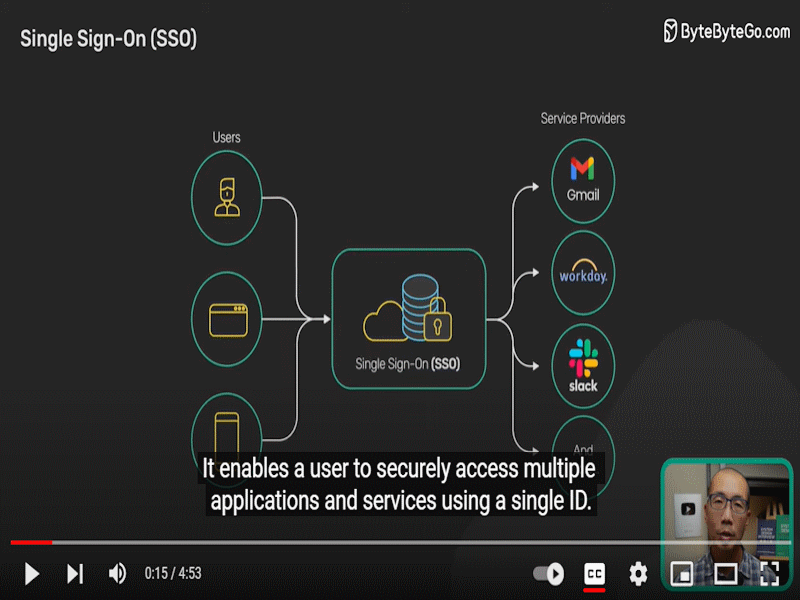 Single Sign-On (SSO)
ByteByteGo.com
Users
Service Providers
Gmail
workday.
slack
And
Single Sign-On (SSO)
It enables a user to securely access multiple
applications and services using a single ID.
0:15 / 4:53
CC